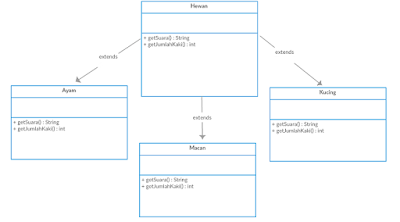 Hewan
+ getSuara() : String
+ getJumlahKaki() : int
extends
extends
extends
Ayam
+ getSuara() : String
+ getJumlahKaki() : int
Macan
+ getSuara() : String
+ getJumlahKaki() : int
Kucing
+ getSuara() : String
+ getJumlahKaki() : int